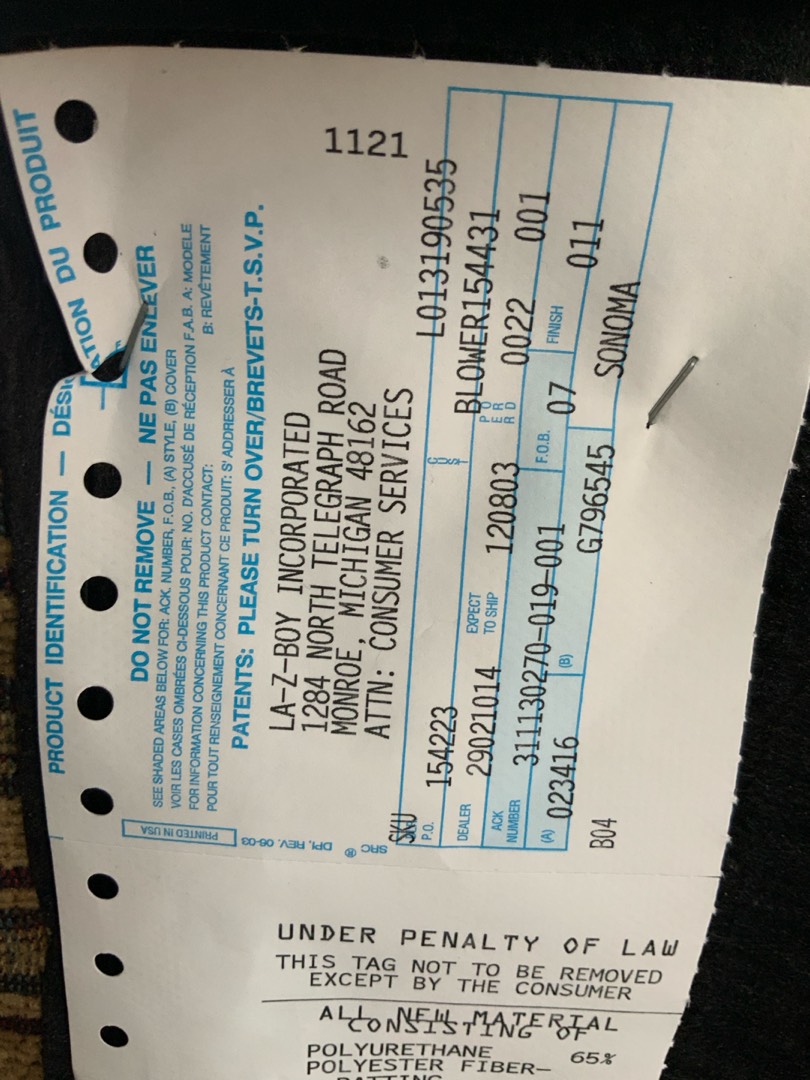 PRODUCT IDENTIFICATION — DÉSI TION DU PRODUIT
DO NOT REMOVE — NE PAS ENLEVER
SEE SHADED AREAS BELOW FOR: ACK. NUMBER, F.O.B., (A) STYLE, (B) COVER
VOIR LES CASES OMBRÉES CI-DESSOUS POUR: NO. D'ACCUSÉ DE RÉCEPTION F.A.B. A: MODELE
FOR INFORMATION CONCERNING THIS PRODUCT CONTACT: B: REVÊTEMENT
POUR TOUT RENSEIGNEMENT CONCERNANT CE PRODUIT: S' ADDRESSER À
PATENTS: PLEASE TURN OVER/BREVETS-T.S.V.P.
PRINTED IN USA
DPI, REV. 06-03
SRC ®
LA-Z-BOY INCORPORATED
1284 NORTH TELEGRAPH ROAD
MONROE, MICHIGAN 48162
ATTN: CONSUMER SERVICES
1121
SKU
P.O. 154223 CUST L013190535
DEALER 29021014 EXPECT TO SHIP BLOWER154431
ACK NUMBER 120803 0022 001
311130270-019-001 F.O.B. 07 FINISH 011
(A) 023416 (B) G796545 SONOMA
B04
UNDER PENALTY OF LAW
THIS TAG NOT TO BE REMOVED
EXCEPT BY THE CONSUMER
ALL NEW MATERIAL
CONSISTING OF
POLYURETHANE 65%
POLYESTER FIBER—
BATTING